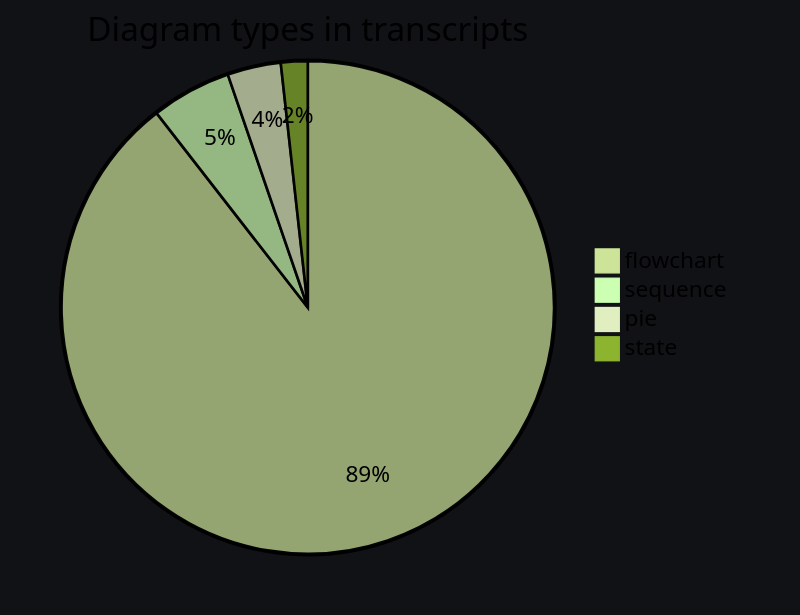 Diagram types in transcripts
5%
4%
2%
89%
flowchart
sequence
pie
state